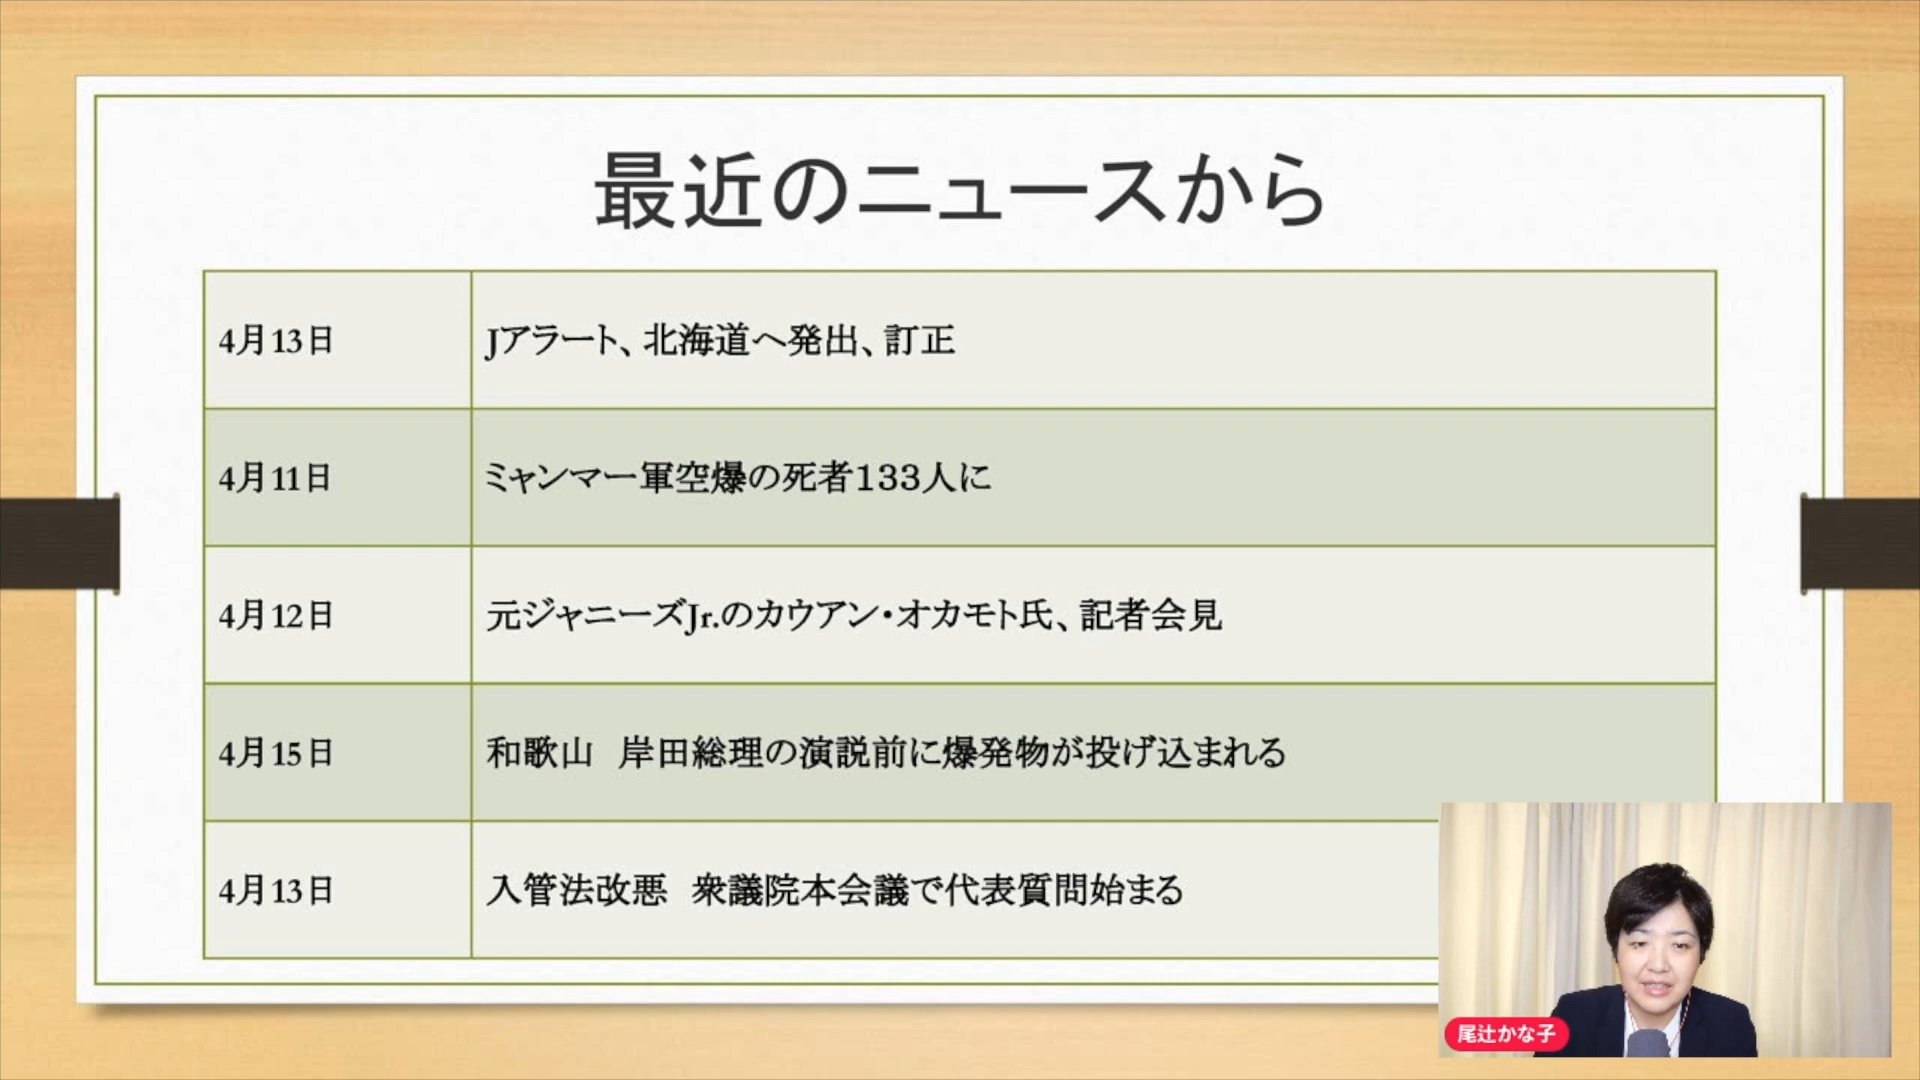 最近のニュースから
4月13日 Jアラート、北海道へ発出、訂正
4月11日 ミャンマー軍空爆の死者133人に
4月12日 元ジャニーズJr.のカウアン・オカモト氏、記者会見
4月15日 和歌山　岸田総理の演説前に爆発物が投げ込まれる
4月13日 入管法改悪　衆議院本会議で代表質問始まる
尾辻かな子